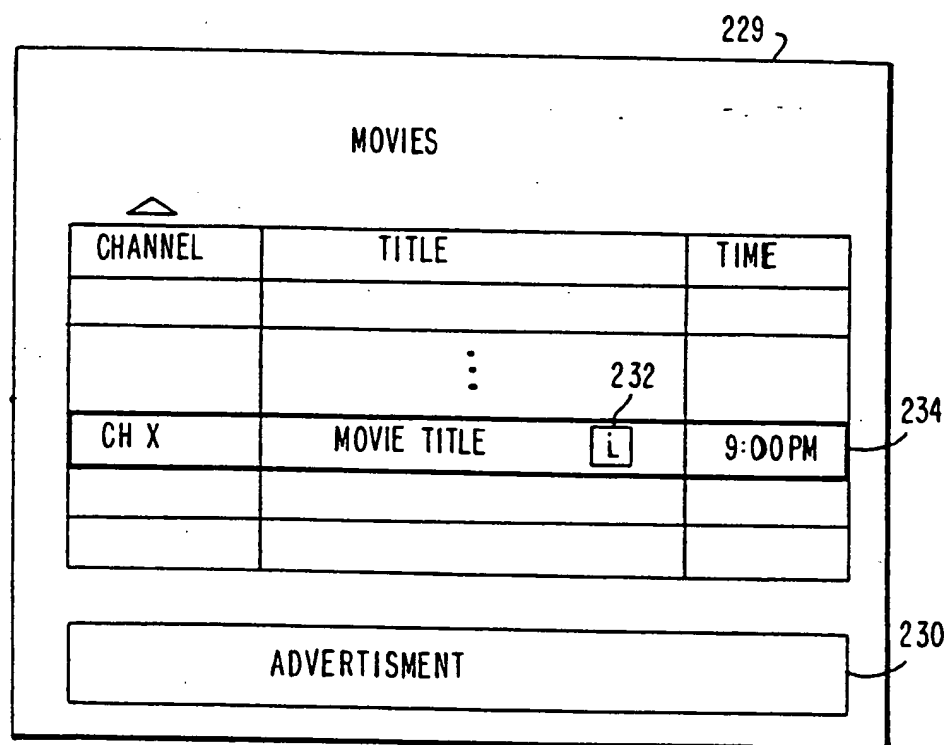 229
MOVIES
CHANNEL TITLE TIME
232
234
CH X MOVIE TITLE i 9:00PM
230
ADVERTISMENT